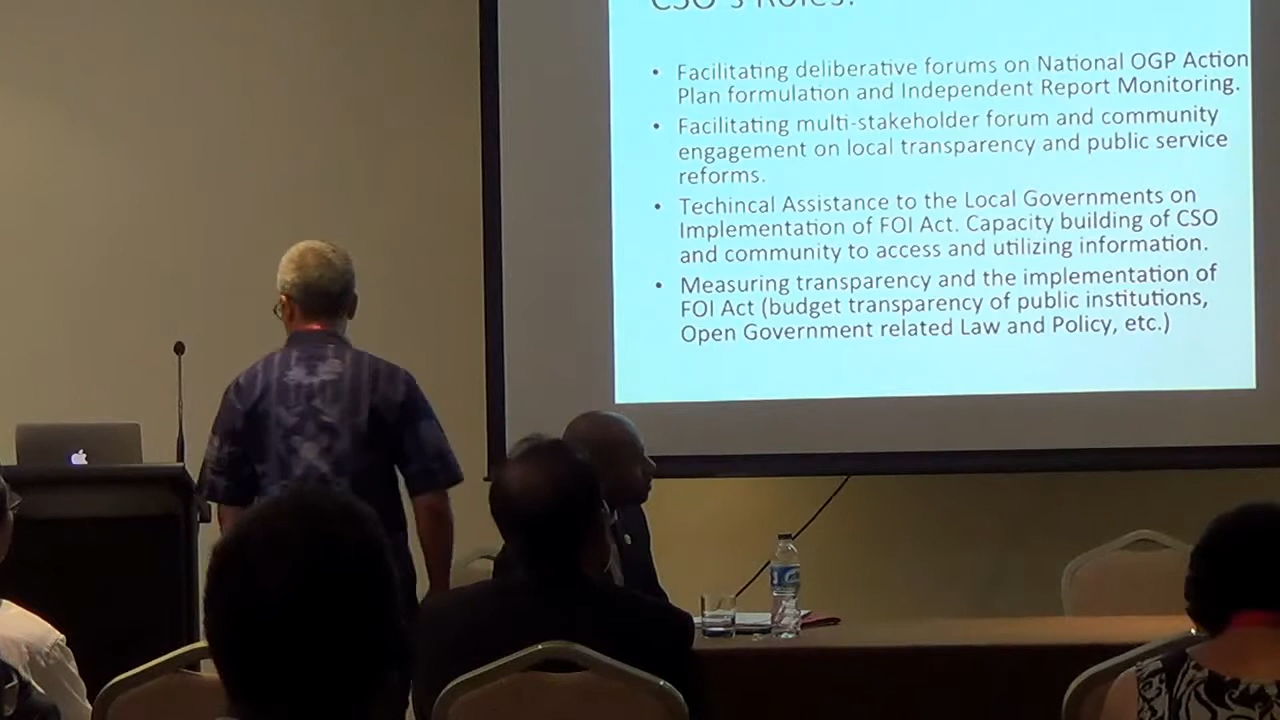 CSO's Roles:
• Facilitating deliberative forums on National OGP Action
Plan formulation and Independent Report Monitoring.
• Facilitating multi-stakeholder forum and community
engagement on local transparency and public service
reforms.
• Techincal Assistance to the Local Governments on
Implementation of FOI Act. Capacity building of CSO
and community to access and utilizing information.
• Measuring transparency and the implementation of
FOI Act (budget transparency of public institutions,
Open Government related Law and Policy, etc.)